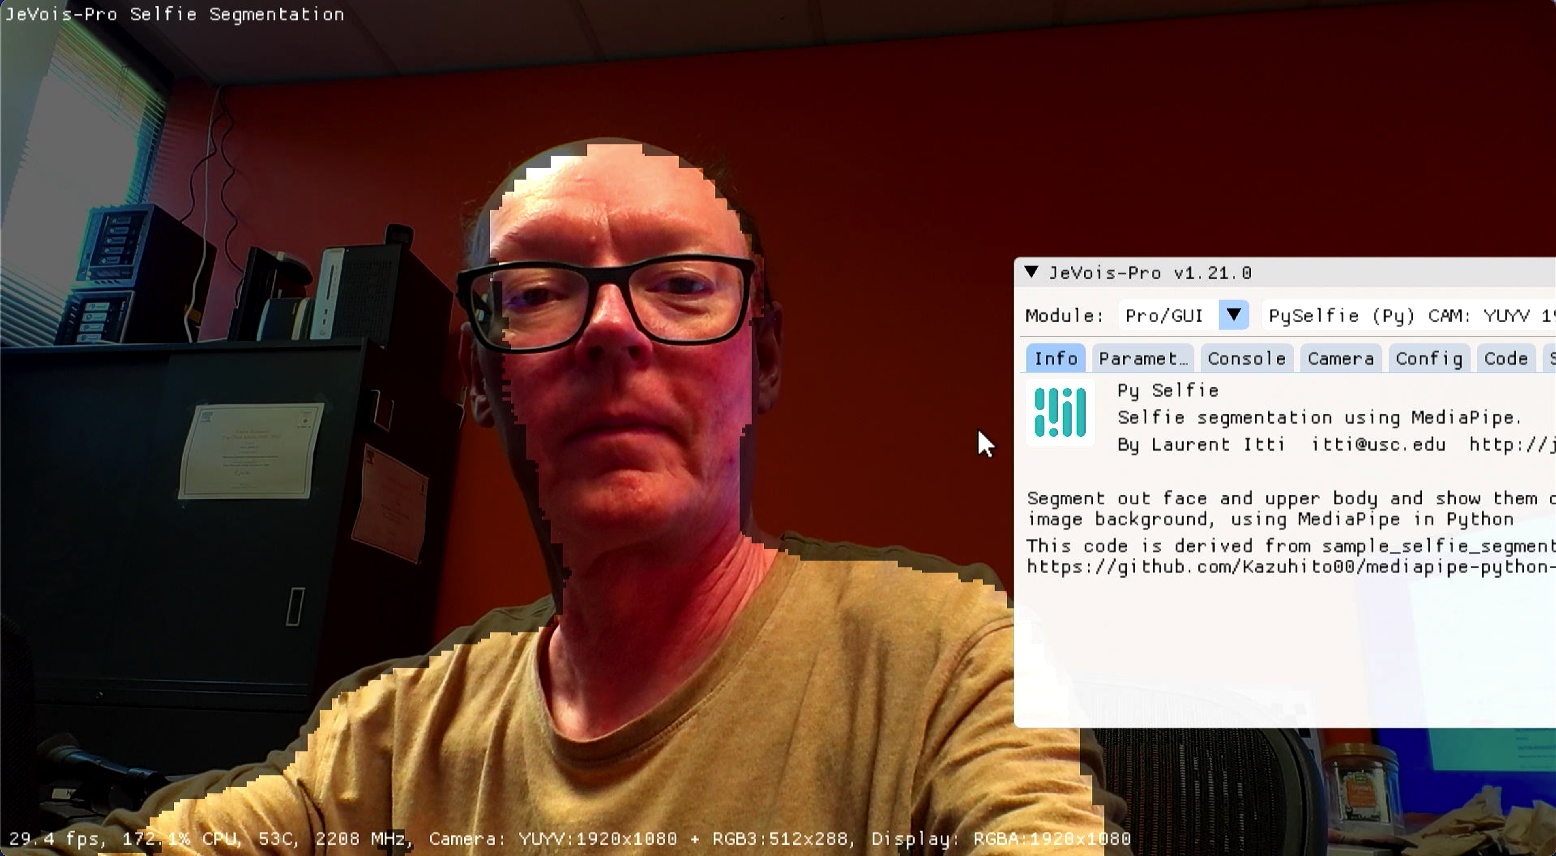 JeVois-Pro Selfie Segmentation
JeVois-Pro v1.21.0
Module: Pro/GUI PySelfie (Py) CAM: YUYV
Info Paramet… Console Camera Config Code
Py Selfie
Selfie segmentation using MediaPipe.
By Laurent Itti itti@usc.edu http://j
Segment out face and upper body and show them
image background, using MediaPipe in Python
This code is derived from sample_selfie_segment
https://github.com/Kazuhito00/mediapipe-python-
29.4 fps, 172.1% CPU, 53C, 2208 MHz, Camera: YUYV:1920x1080 + RGB3:512x288, Display: RGBA:1920x1080